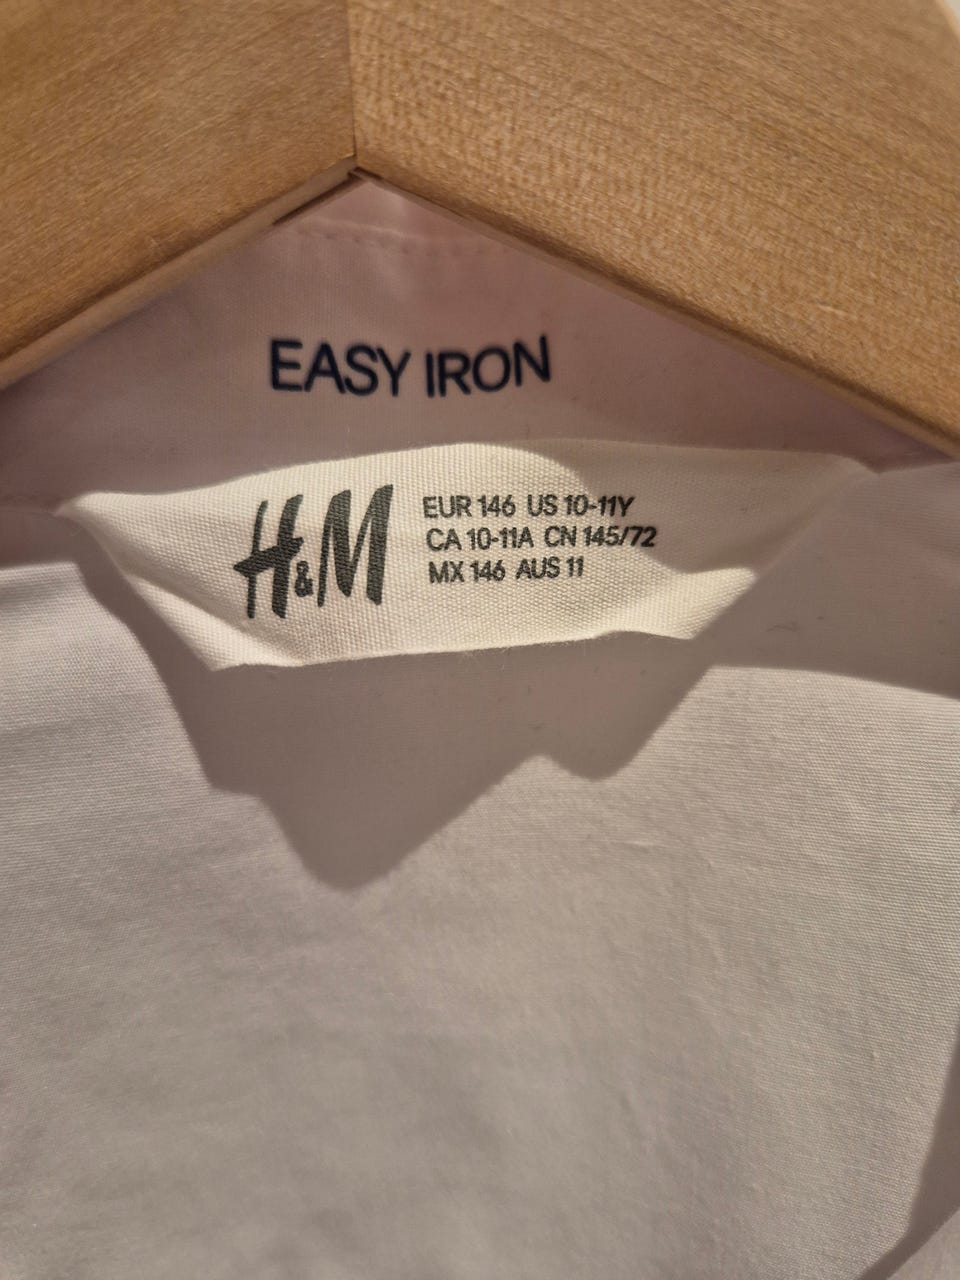 EASY IRON
H&M
EUR 146 US 10-11Y
CA 10-11A CN 145/72
MX 146 AUS 11